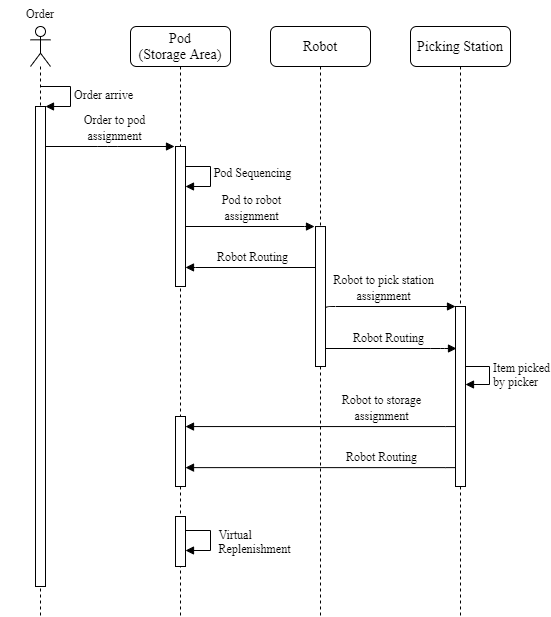 Order
Pod
(Storage Area)
Robot
Picking Station
Order arrive
Order to pod
assignment
Pod Sequencing
Pod to robot
assignment
Robot Routing
Robot to pick station
assignment
Robot Routing
Item picked
by picker
Robot to storage
assignment
Robot Routing
Virtual
Replenishment